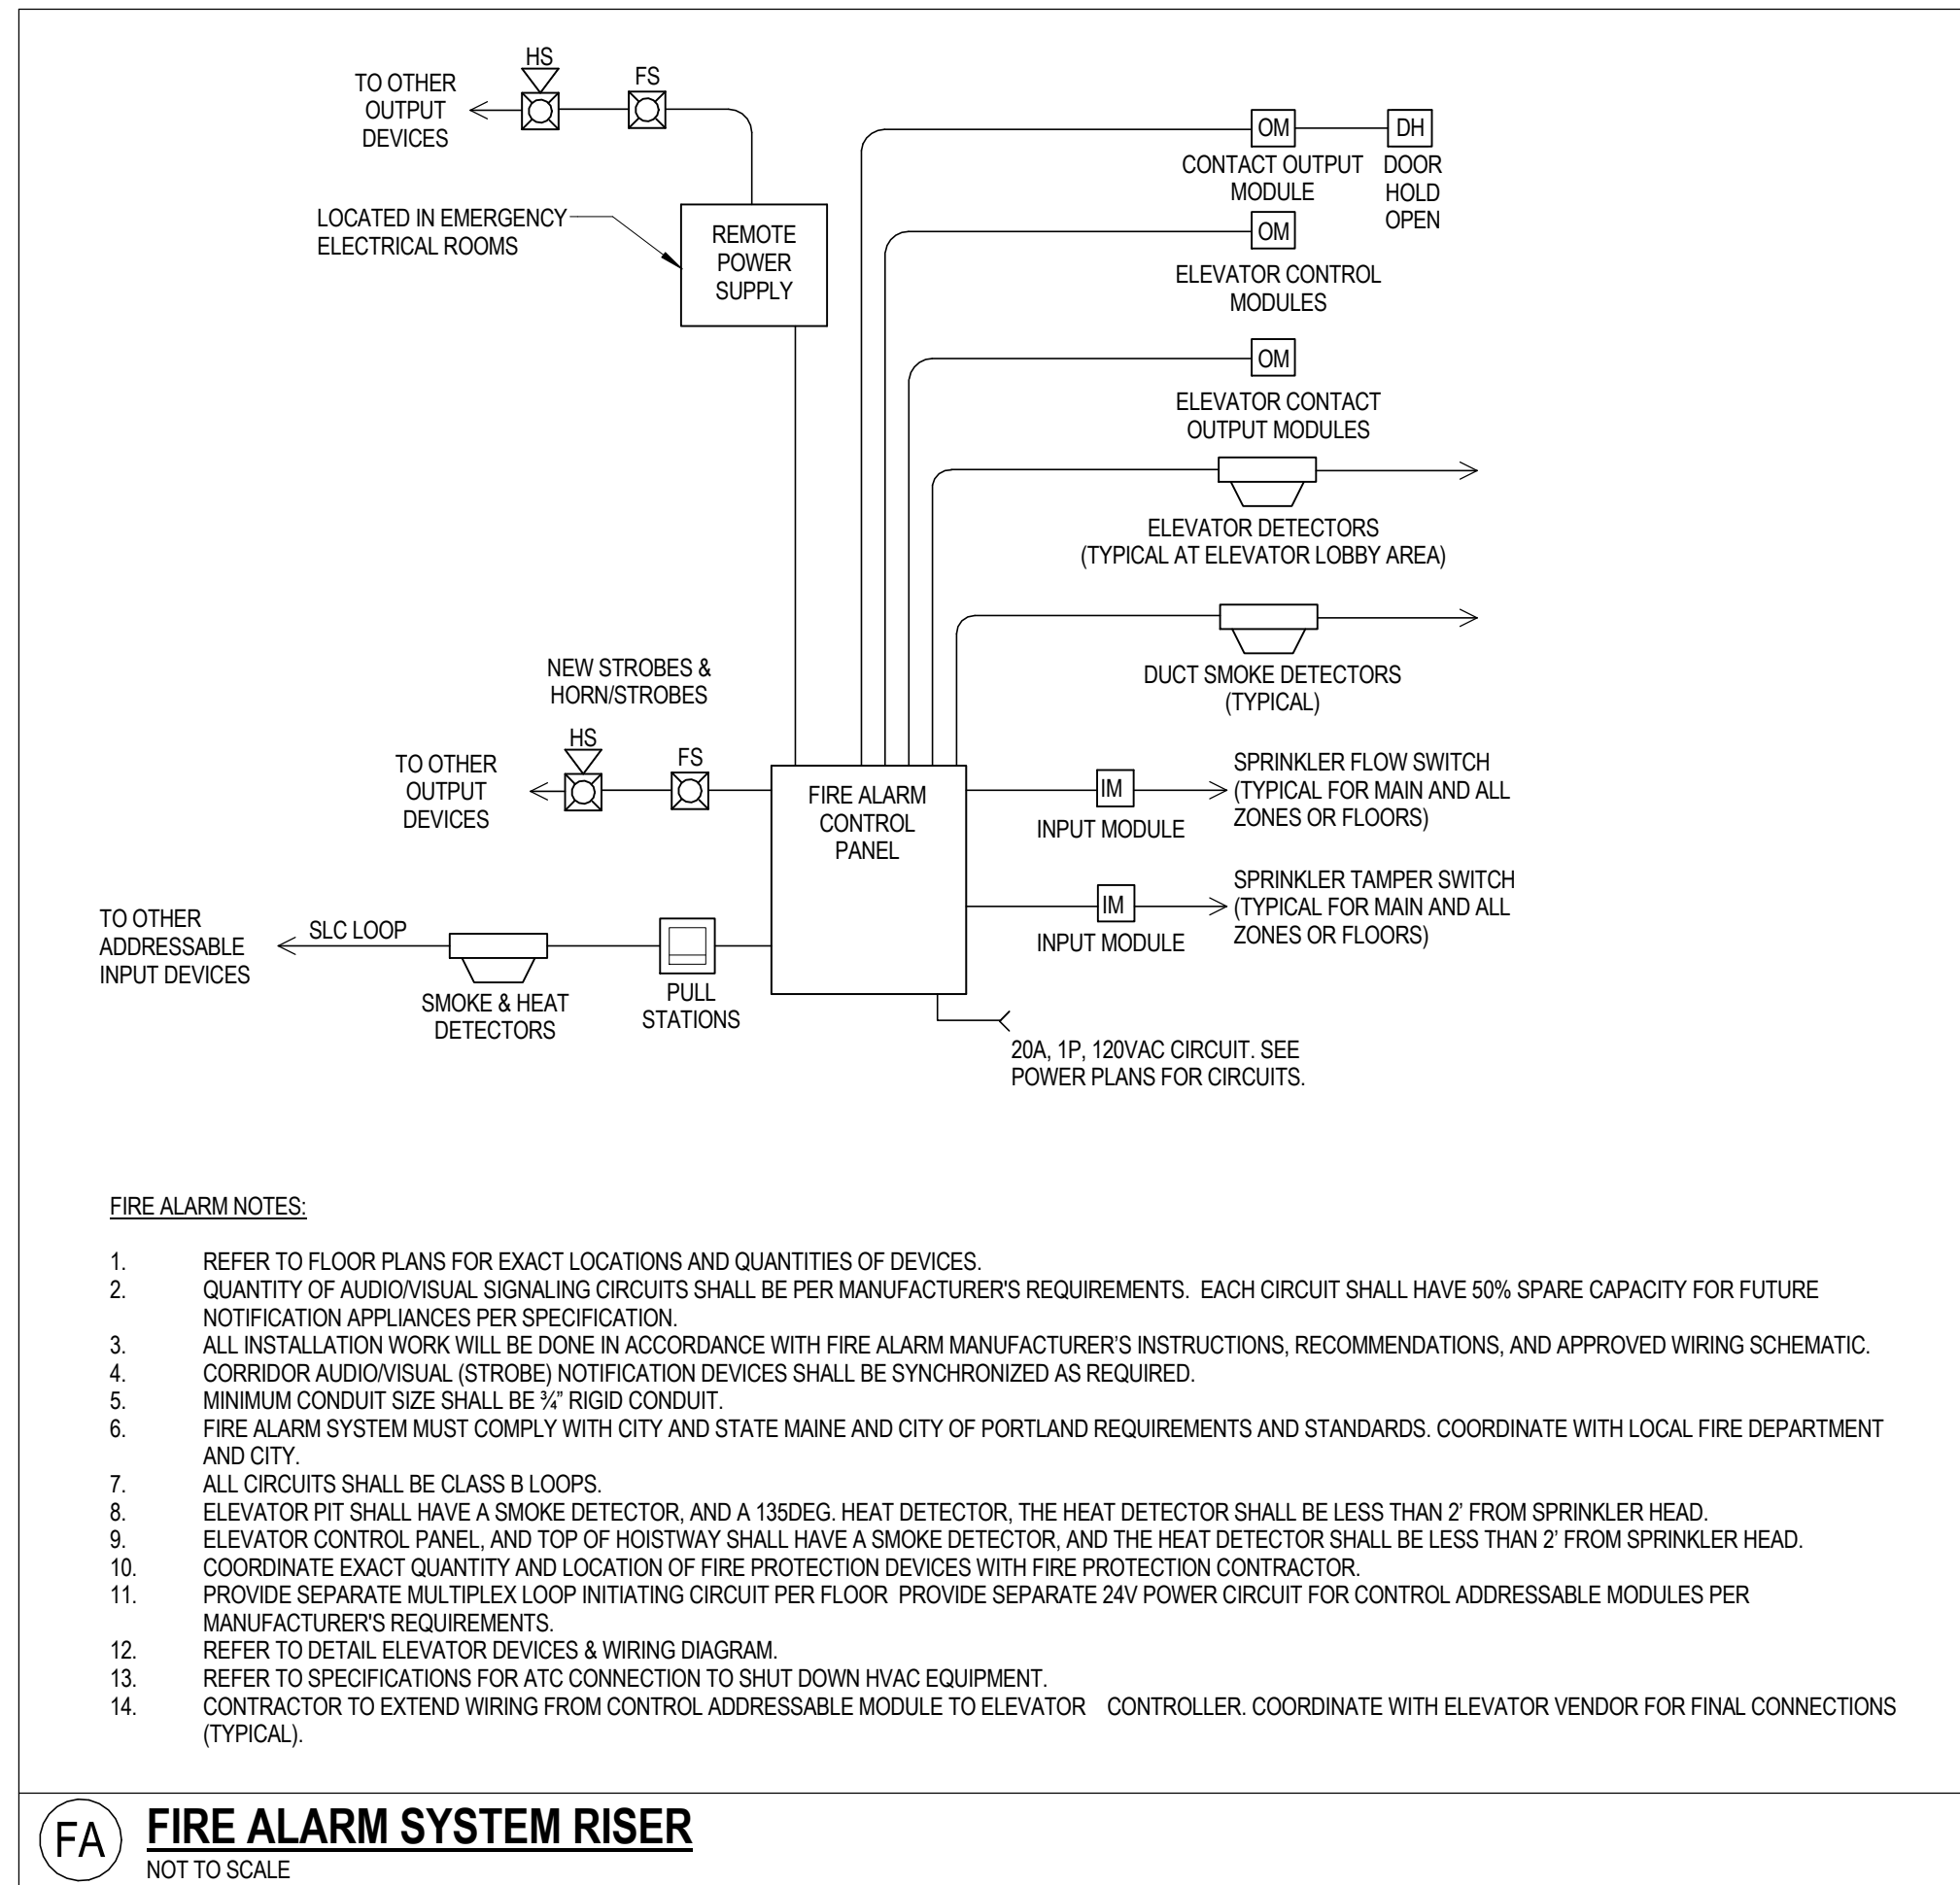 HS
FS
TO OTHER
OUTPUT
DEVICES
LOCATED IN EMERGENCY
ELECTRICAL ROOMS
REMOTE
POWER
SUPPLY
OM
DH
CONTACT OUTPUT
MODULE
DOOR
HOLD
OPEN
OM
ELEVATOR CONTROL
MODULES
OM
ELEVATOR CONTACT
OUTPUT MODULES
ELEVATOR DETECTORS
(TYPICAL AT ELEVATOR LOBBY AREA)
DUCT SMOKE DETECTORS
(TYPICAL)
NEW STROBES &
HORN/STROBES
HS
FS
TO OTHER
OUTPUT
DEVICES
FIRE ALARM
CONTROL
PANEL
IM
INPUT MODULE
SPRINKLER FLOW SWITCH
(TYPICAL FOR MAIN AND ALL
ZONES OR FLOORS)
IM
INPUT MODULE
SPRINKLER TAMPER SWITCH
(TYPICAL FOR MAIN AND ALL
ZONES OR FLOORS)
TO OTHER
ADDRESSABLE
INPUT DEVICES
SLC LOOP
SMOKE & HEAT
DETECTORS
PULL
STATIONS
20A, 1P, 120VAC CIRCUIT. SEE
POWER PLANS FOR CIRCUITS.
FIRE ALARM NOTES:
1. REFER TO FLOOR PLANS FOR EXACT LOCATIONS AND QUANTITIES OF DEVICES.
2. QUANTITY OF AUDIO/VISUAL SIGNALING CIRCUITS SHALL BE PER MANUFACTURER'S REQUIREMENTS. EACH CIRCUIT SHALL HAVE 50% SPARE CAPACITY FOR FUTURE
NOTIFICATION APPLIANCES PER SPECIFICATION.
3. ALL INSTALLATION WORK WILL BE DONE IN ACCORDANCE WITH FIRE ALARM MANUFACTURER’S INSTRUCTIONS, RECOMMENDATIONS, AND APPROVED WIRING SCHEMATIC.
4. CORRIDOR AUDIO/VISUAL (STROBE) NOTIFICATION DEVICES SHALL BE SYNCHRONIZED AS REQUIRED.
5. MINIMUM CONDUIT SIZE SHALL BE ¾” RIGID CONDUIT.
6. FIRE ALARM SYSTEM MUST COMPLY WITH CITY AND STATE MAINE AND CITY OF PORTLAND REQUIREMENTS AND STANDARDS. COORDINATE WITH LOCAL FIRE DEPARTMENT
AND CITY.
7. ALL CIRCUITS SHALL BE CLASS B LOOPS.
8. ELEVATOR PIT SHALL HAVE A SMOKE DETECTOR, AND A 135DEG. HEAT DETECTOR, THE HEAT DETECTOR SHALL BE LESS THAN 2’ FROM SPRINKLER HEAD.
9. ELEVATOR CONTROL PANEL, AND TOP OF HOISTWAY SHALL HAVE A SMOKE DETECTOR, AND THE HEAT DETECTOR SHALL BE LESS THAN 2’ FROM SPRINKLER HEAD.
10. COORDINATE EXACT QUANTITY AND LOCATION OF FIRE PROTECTION DEVICES WITH FIRE PROTECTION CONTRACTOR.
11. PROVIDE SEPARATE MULTIPLEX LOOP INITIATING CIRCUIT PER FLOOR PROVIDE SEPARATE 24V POWER CIRCUIT FOR CONTROL ADDRESSABLE MODULES PER
MANUFACTURER'S REQUIREMENTS.
12. REFER TO DETAIL ELEVATOR DEVICES & WIRING DIAGRAM.
13. REFER TO SPECIFICATIONS FOR ATC CONNECTION TO SHUT DOWN HVAC EQUIPMENT.
14. CONTRACTOR TO EXTEND WIRING FROM CONTROL ADDRESSABLE MODULE TO ELEVATOR CONTROLLER. COORDINATE WITH ELEVATOR VENDOR FOR FINAL CONNECTIONS
(TYPICAL).
FA
FIRE ALARM SYSTEM RISER
NOT TO SCALE